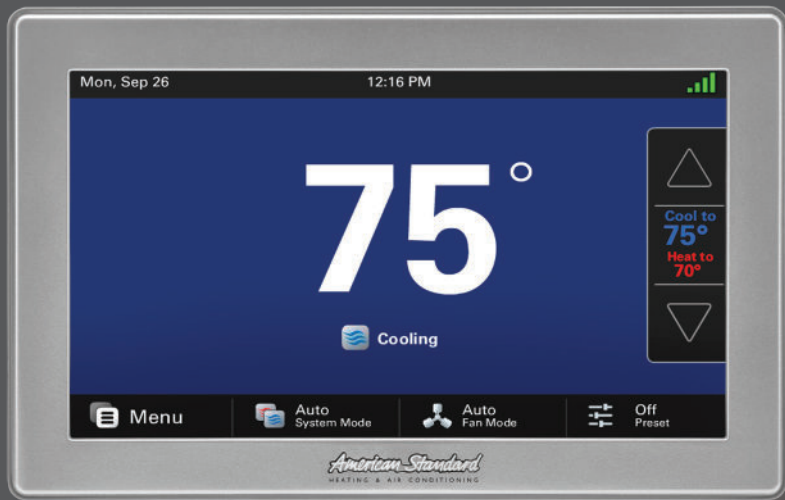 Mon, Sep 26
12:16 PM
75°
Cool to
75°
Heat to
70°
Cooling
Menu
Auto
System Mode
Auto
Fan Mode
Off
Preset
American Standard
HEATING & AIR CONDITIONING